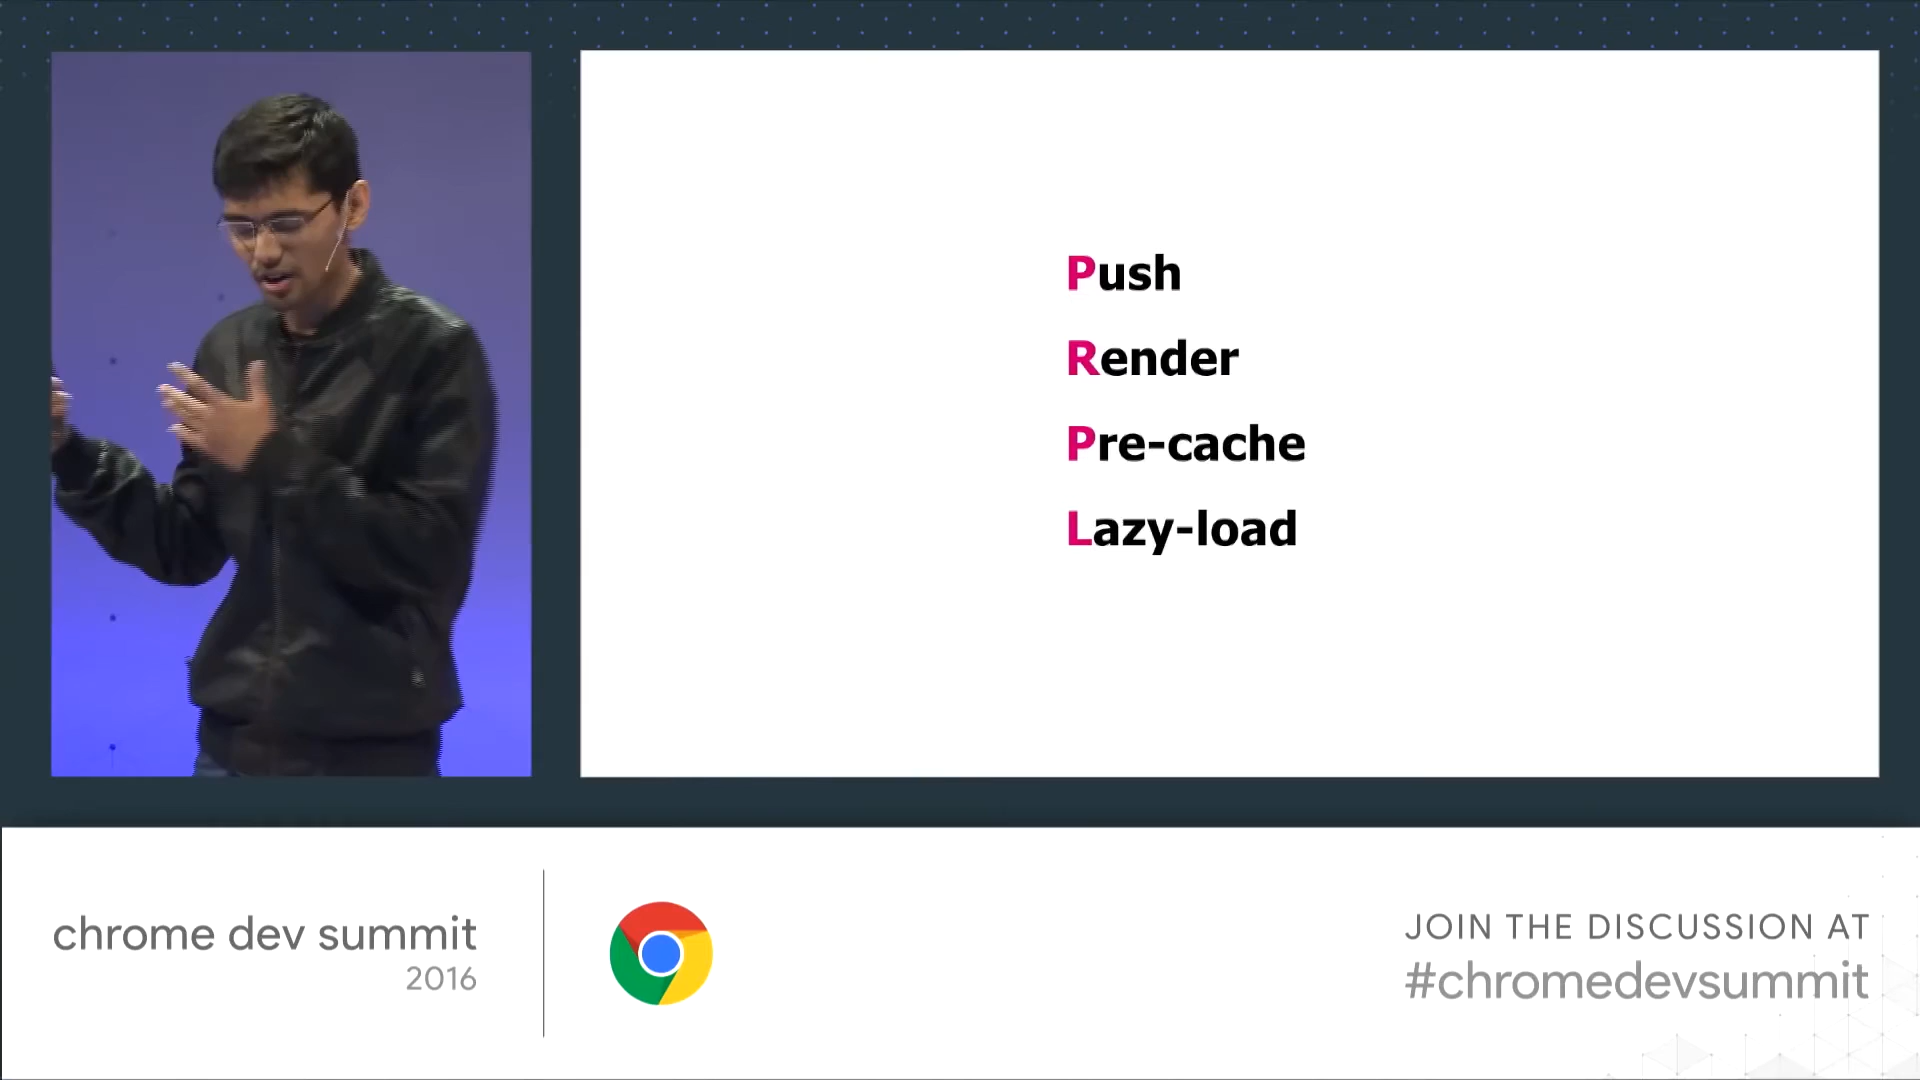 Push
Render
Pre-cache
Lazy-load
chrome dev summit
2016
JOIN THE DISCUSSION AT
#chromedevsummit